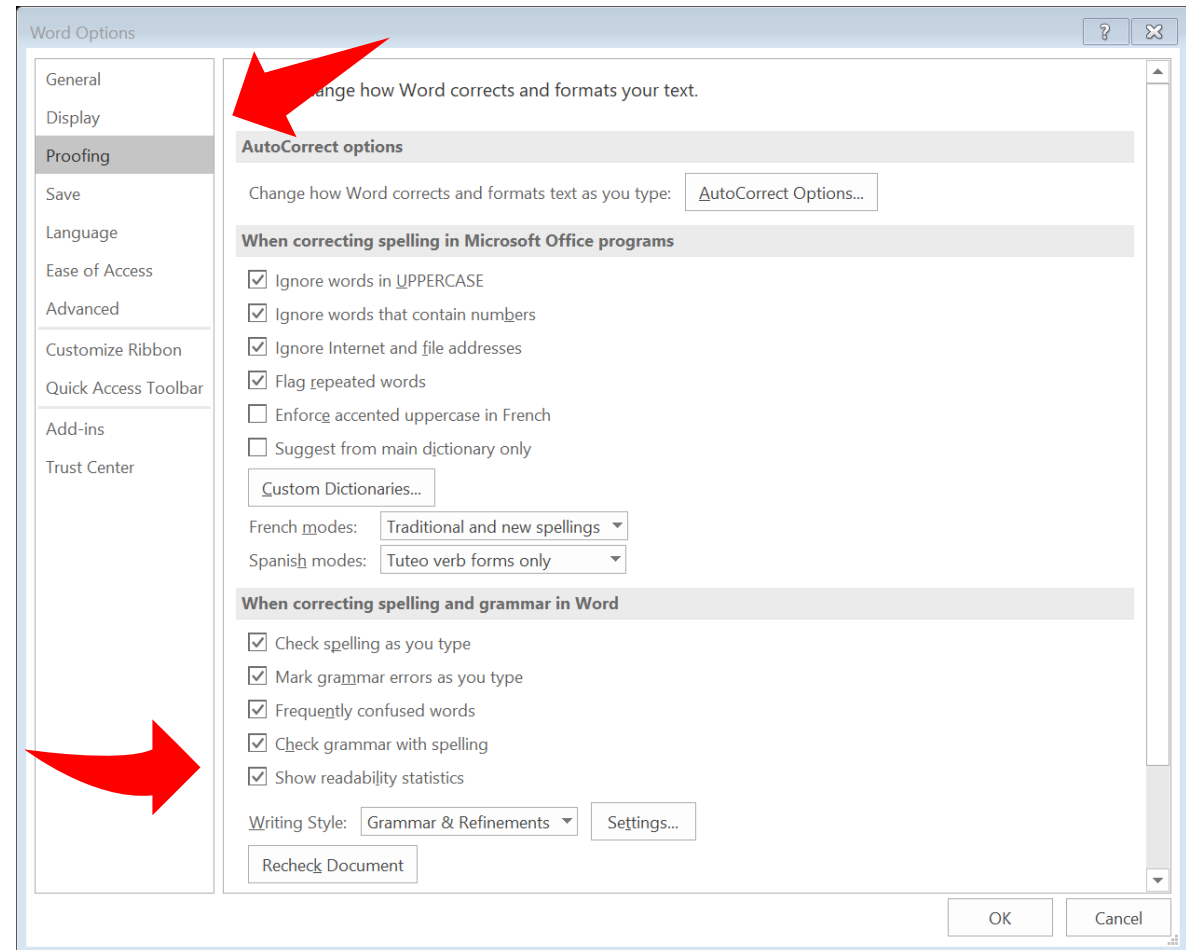 Word Options
General
Display
Proofing
Save
Language
Ease of Access
Advanced
Customize Ribbon
Quick Access Toolbar
Add-ins
Trust Center
how Word corrects and formats your text.
AutoCorrect options
Change how Word corrects and formats text as you type: AutoCorrect Options...
When correcting spelling in Microsoft Office programs
Ignore words in UPPERCASE
Ignore words that contain numbers
Ignore Internet and file addresses
Flag repeated words
Enforce accented uppercase in French
Suggest from main dictionary only
Custom Dictionaries...
French modes: Traditional and new spellings
Spanish modes: Tuteo verb forms only
When correcting spelling and grammar in Word
Check spelling as you type
Mark grammar errors as you type
Frequently confused words
Check grammar with spelling
Show readability statistics
Writing Style: Grammar & Refinements Settings...
Recheck Document
OK Cancel